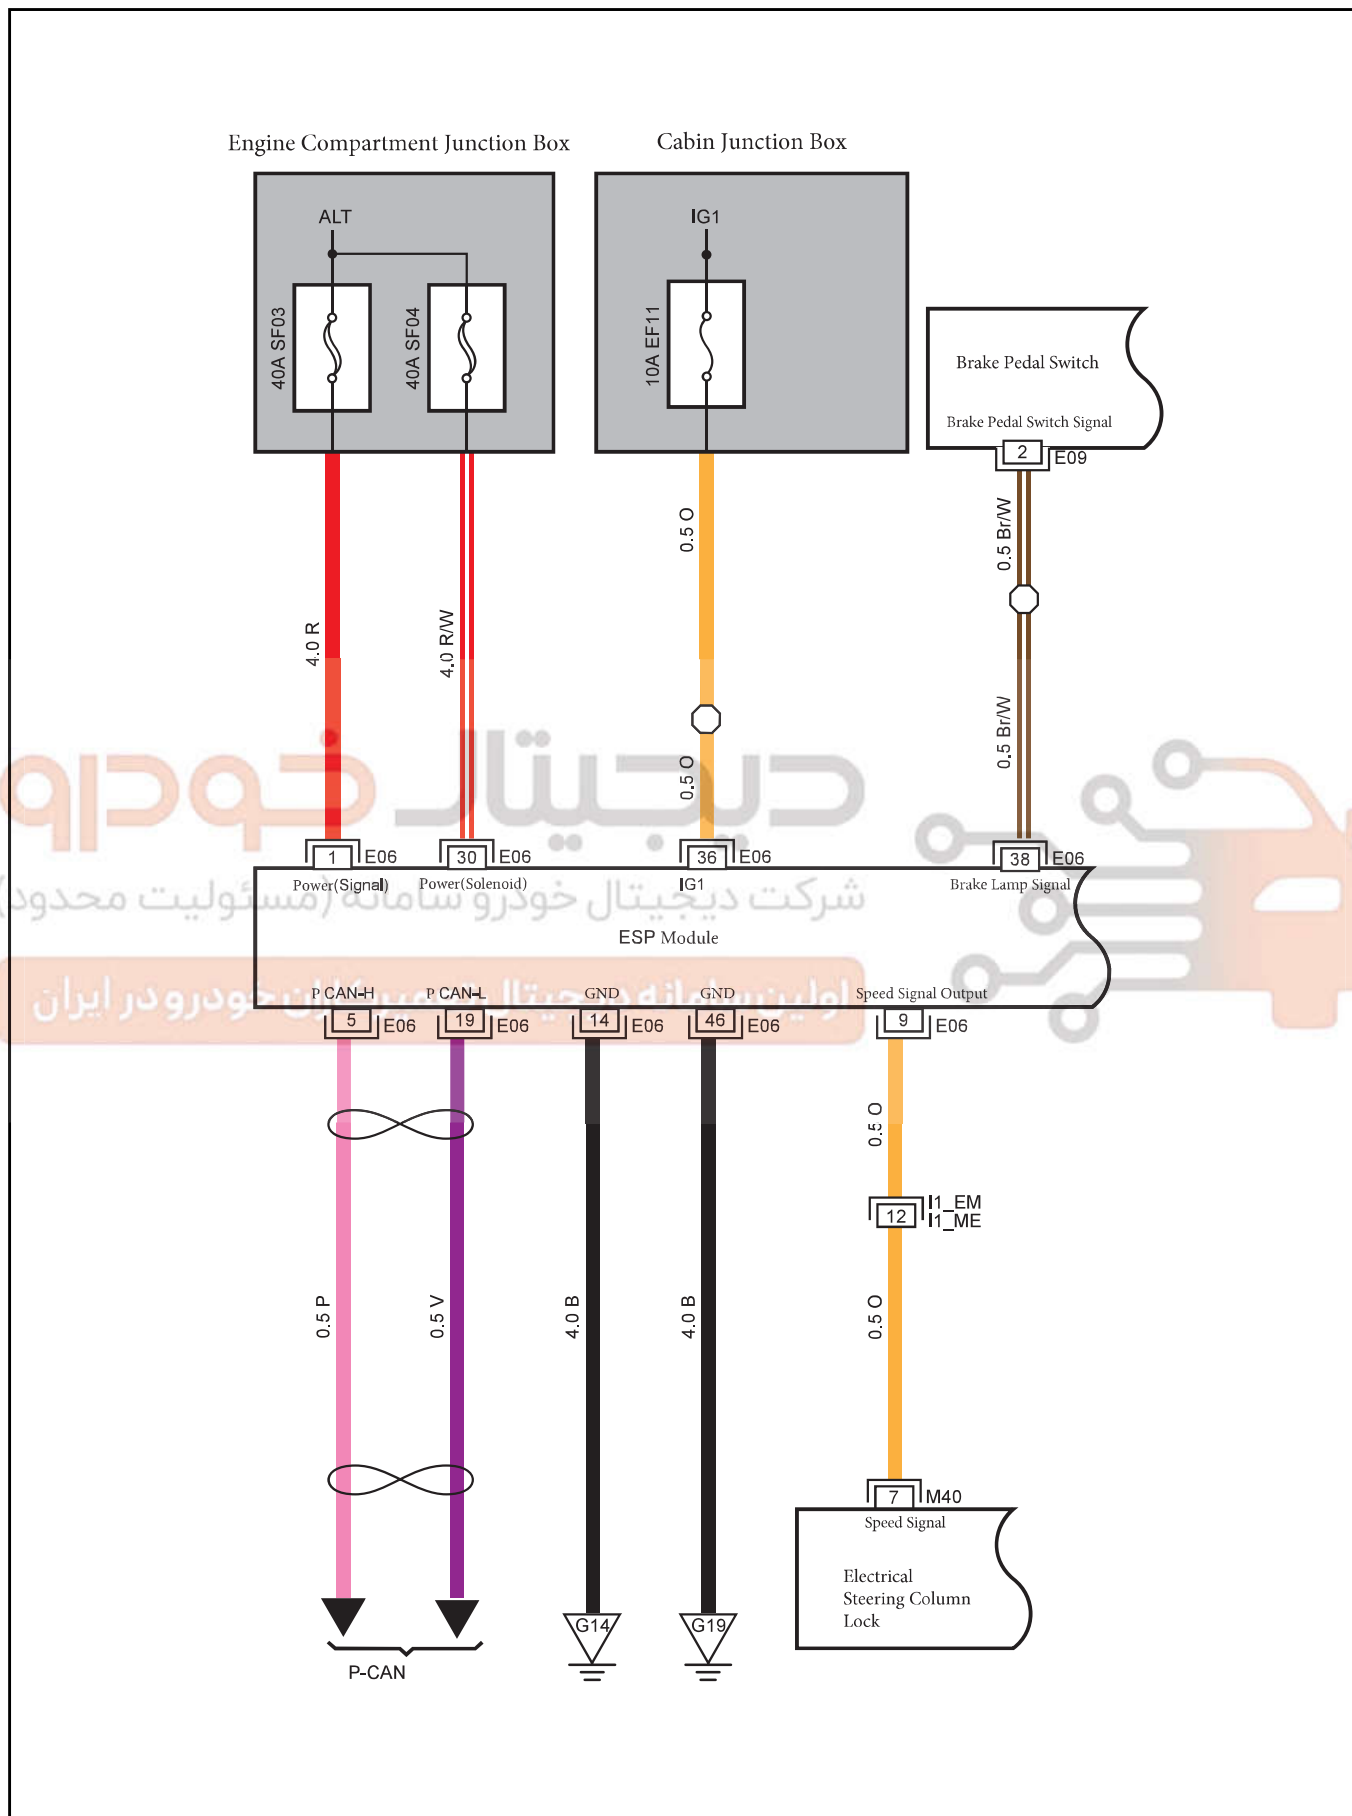 Engine Compartment Junction Box
Cabin Junction Box
ALT
IG1
40A SF03
40A SF04
10A EF11
Brake Pedal Switch
Brake Pedal Switch Signal
2
E09
4.0 R
4.0 R/W
0.5 O
0.5 Br/W
0.5 O
0.5 Br/W
دیجیتال خودرو
شرکت دیجیتال خودرو سامانه (مسئولیت محدود)
اولین سامانه دیجیتال تعمیرکاران خودرو در ایران
1
E06
30
E06
36
E06
38
E06
Power(Signal)
Power(Solenoid)
IG1
Brake Lamp Signal
ESP Module
P CAN-H
P CAN-L
GND
GND
Speed Signal Output
5
E06
19
E06
14
E06
46
E06
9
E06
0.5 O
12
I1_EM
I1_ME
0.5 P
0.5 V
4.0 B
4.0 B
0.5 O
7
M40
Speed Signal
Electrical
Steering Column
Lock
G14
G19
P-CAN